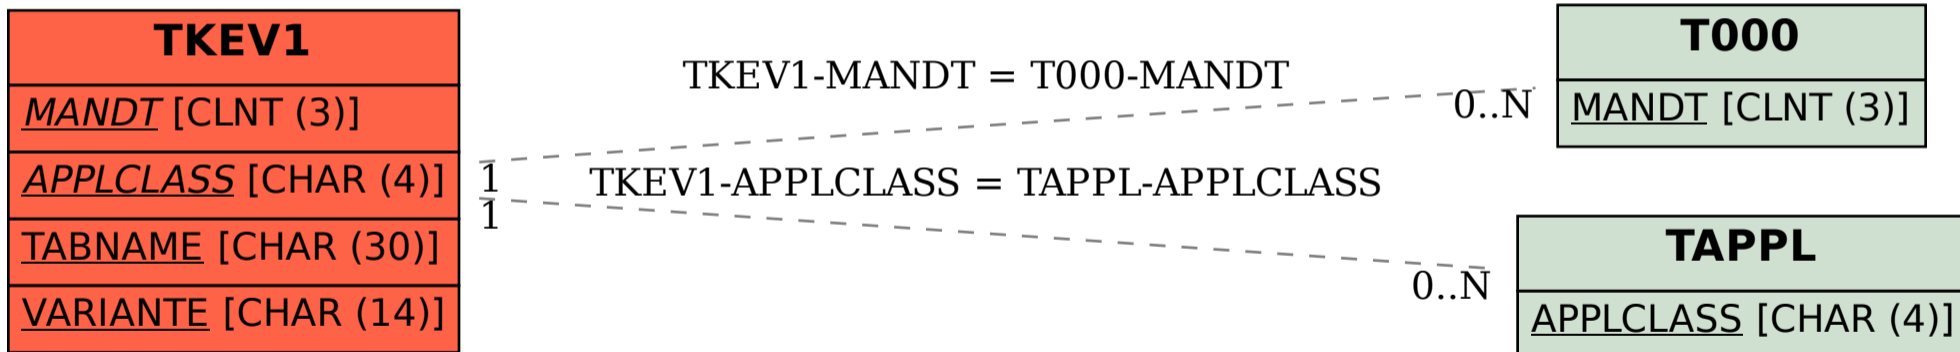 TKEV1
MANDT [CLNT (3)]
APPLCLASS [CHAR (4)]
TABNAME [CHAR (30)]
VARIANTE [CHAR (14)]
TKEV1-MANDT = T000-MANDT
0..N
1
TKEV1-APPLCLASS = TAPPL-APPLCLASS
1
0..N
T000
MANDT [CLNT (3)]
TAPPL
APPLCLASS [CHAR (4)]